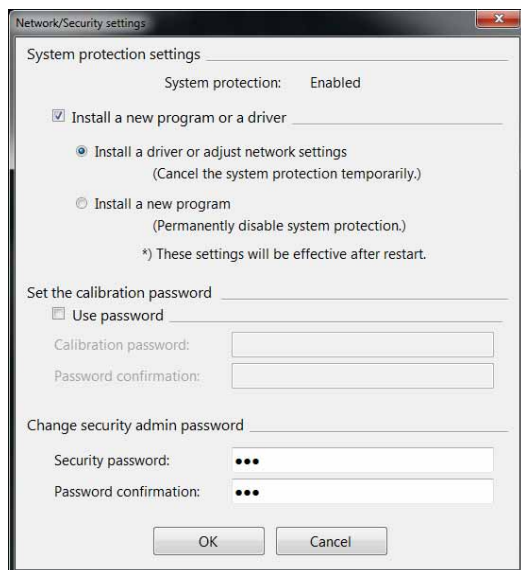 Network/Security settings
System protection settings
System protection: Enabled
Install a new program or a driver
Install a driver or adjust network settings
(Cancel the system protection temporarily.)
Install a new program
(Permanently disable system protection.)
*) These settings will be effective after restart.
Set the calibration password
Use password
Calibration password:
Password confirmation:
Change security admin password
Security password: •••
Password confirmation: •••
OK Cancel